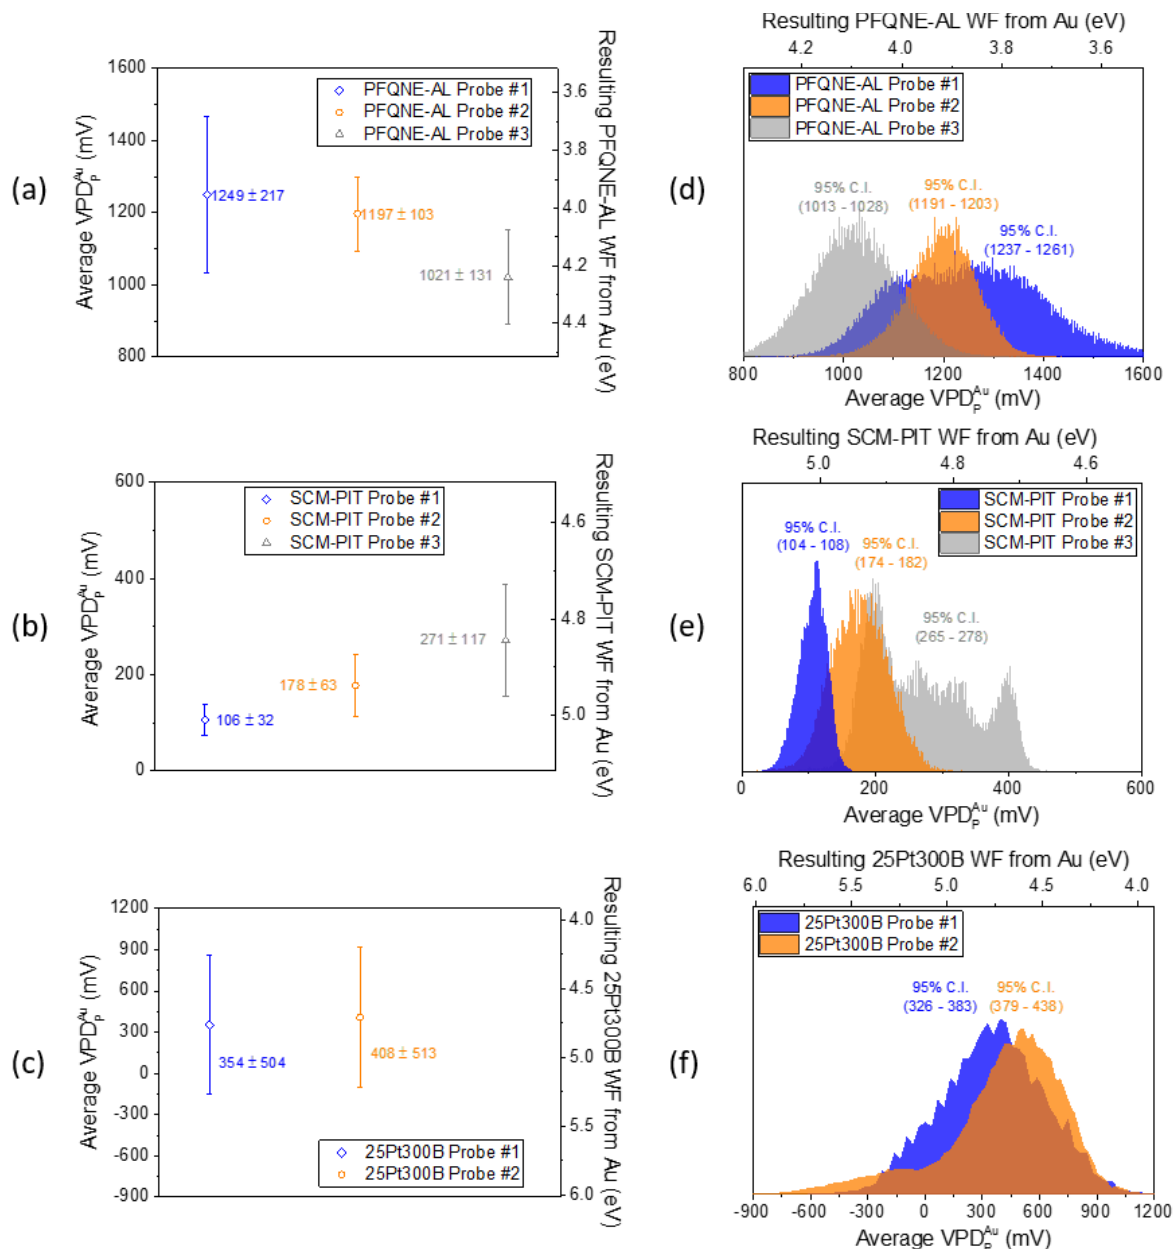 (a)
1600
1400
1200
1000
800
Average VPD_P^Au (mV)
PFQNE-AL Probe #1
PFQNE-AL Probe #2
PFQNE-AL Probe #3
1249 ± 217
1197 ± 103
1021 ± 131
3.6
3.8
4.0
4.2
4.4
Resulting PFQNE-AL WF from Au (eV)
(d)
Resulting PFQNE-AL WF from Au (eV)
4.2 4.0 3.8 3.6
PFQNE-AL Probe #1
PFQNE-AL Probe #2
PFQNE-AL Probe #3
95% C.I.
(1013 - 1028)
95% C.I.
(1191 - 1203)
95% C.I.
(1237 - 1261)
800 1000 1200 1400 1600
Average VPD_P^Au (mV)
(b)
600
400
200
0
Average VPD_P^Au (mV)
SCM-PIT Probe #1
SCM-PIT Probe #2
SCM-PIT Probe #3
106 ± 32
178 ± 63
271 ± 117
4.6
4.8
5.0
Resulting SCM-PIT WF from Au (eV)
(e)
Resulting SCM-PIT WF from Au (eV)
5.0 4.8 4.6
SCM-PIT Probe #1
SCM-PIT Probe #2
SCM-PIT Probe #3
95% C.I.
(104 - 108)
95% C.I.
(174 - 182)
95% C.I.
(265 - 278)
0 200 400 600
Average VPD_P^Au (mV)
(c)
1200
900
600
300
0
-300
-600
-900
Average VPD_P^Au (mV)
354 ± 504
408 ± 513
25Pt300B Probe #1
25Pt300B Probe #2
4.0
4.5
5.0
5.5
6.0
Resulting 25Pt300B WF from Au (eV)
(f)
Resulting 25Pt300B WF from Au (eV)
6.0 5.5 5.0 4.5 4.0
25Pt300B Probe #1
25Pt300B Probe #2
95% C.I.
(326 - 383)
95% C.I.
(379 - 438)
-900 -600 -300 0 300 600 900 1200
Average VPD_P^Au (mV)